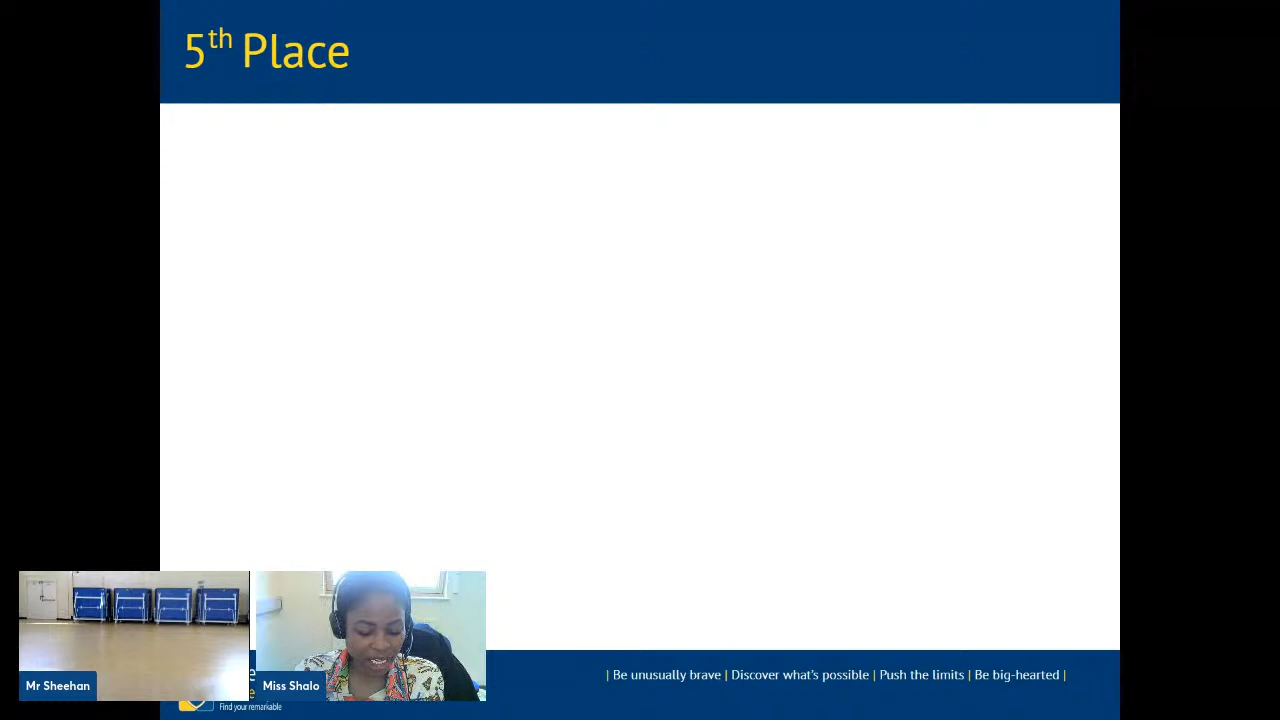 5th Place
Mr Sheehan
Miss Shalo
| Be unusually brave | Discover what's possible | Push the limits | Be big-hearted |
Find your remarkable